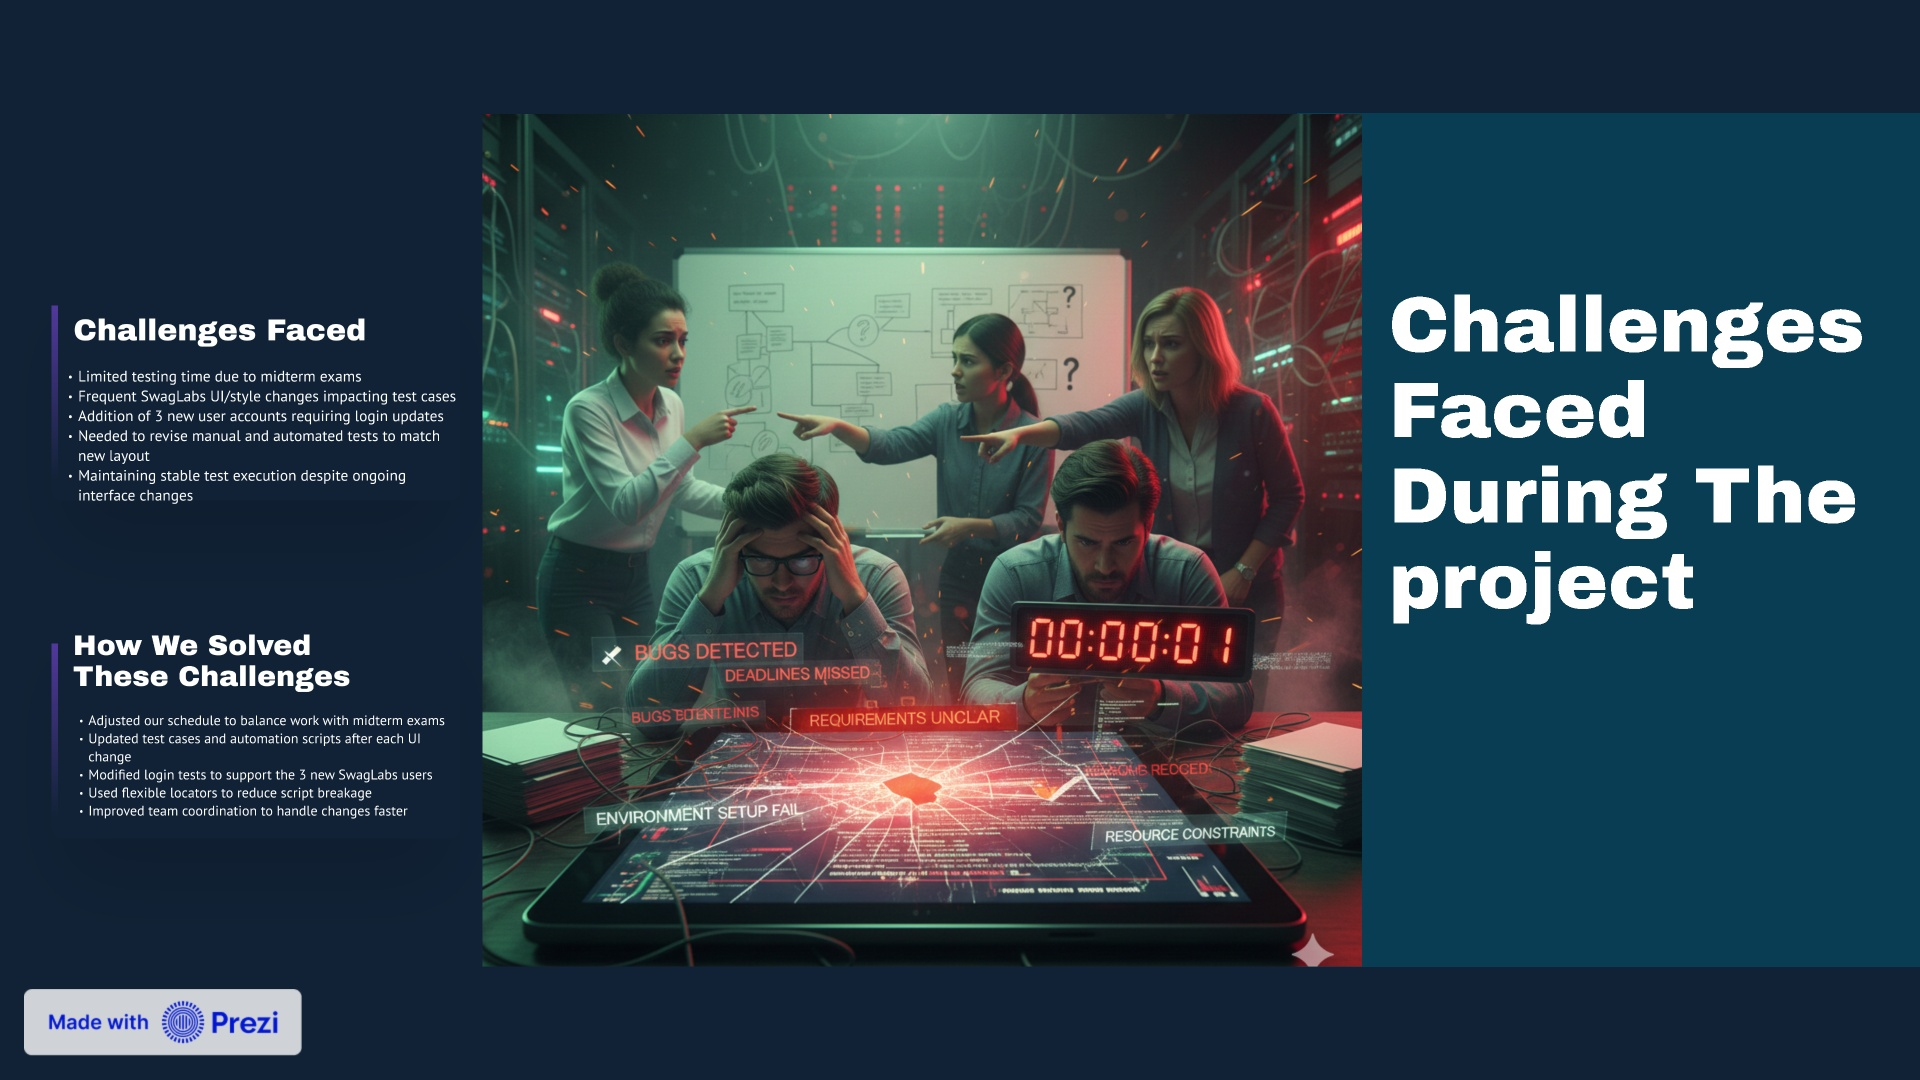 Challenges Faced
• Limited testing time due to midterm exams
• Frequent SwagLabs UI/style changes impacting test cases
• Addition of 3 new user accounts requiring login updates
• Needed to revise manual and automated tests to match
new layout
• Maintaining stable test execution despite ongoing
interface changes
How We Solved
These Challenges
• Adjusted our schedule to balance work with midterm exams
• Updated test cases and automation scripts after each UI
change
• Modified login tests to support the 3 new SwagLabs users
• Used flexible locators to reduce script breakage
• Improved team coordination to handle changes faster
?
?
?
00:00:01
BUGS DETECTED
DEADLINES MISSED
BUGS
REQUIREMENTS UNCLAR
REDGED
ENVIRONMENT SETUP FAIL
RESOURCE CONSTRAINTS
Challenges
Faced
During The
project
Made with Prezi